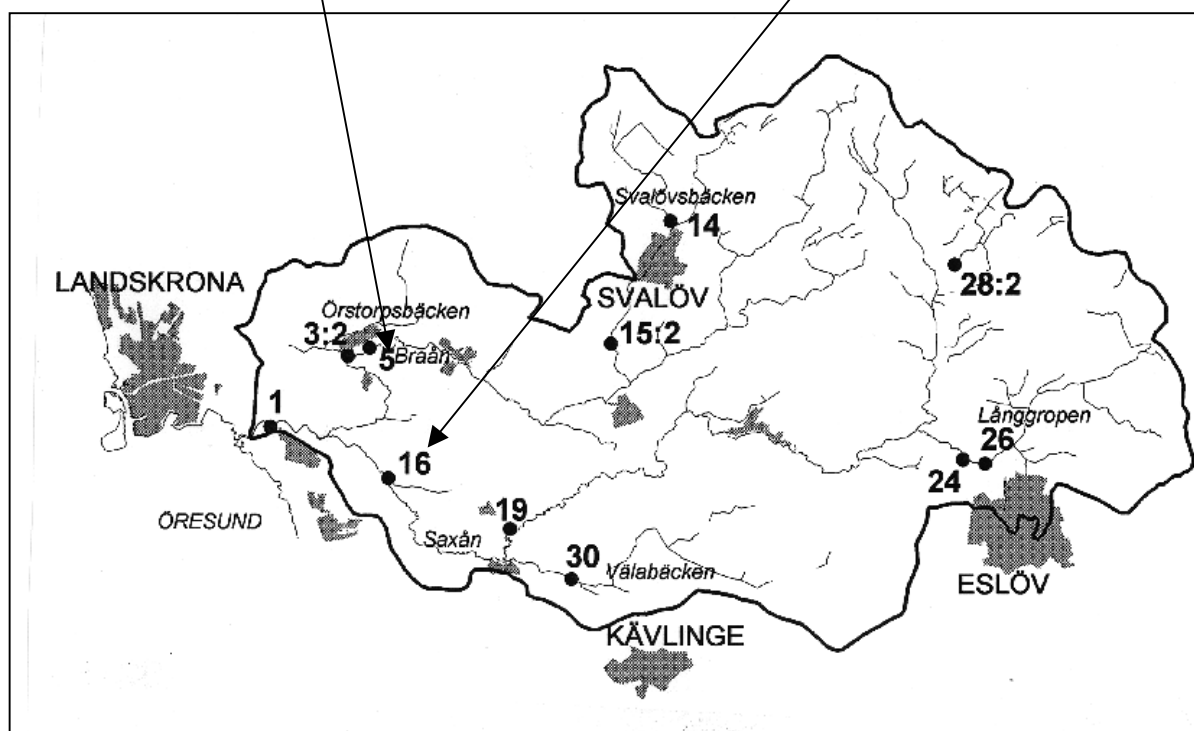 Svalövsbäcken
14
LANDSKRONA
28:2
SVALÖV
Örstorpsbäcken
3:2
15:2
5
Braån
1
Långgropen
26
16
24
19
ÖRESUND
Saxån
30
Välabäcken
ESLÖV
KÄVLINGE